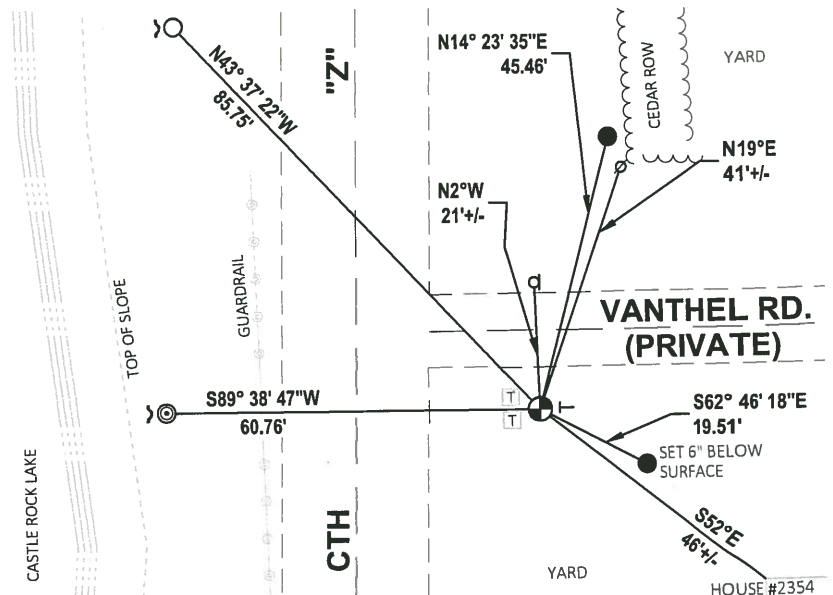 N43° 37' 22"W
85.75'
"Z"
N14° 23' 35"E
45.46'
CEDAR ROW
YARD
N19°E
41'+/-
N2°W
21'+/-
GUARDRAIL
TOP OF SLOPE
VANTHEL RD.
(PRIVATE)
S89° 38' 47"W
60.76'
T
T
S62° 46' 18"E
19.51'
SET 6" BELOW
SURFACE
CASTLE ROCK LAKE
CTH
S52°E
46'+/-
YARD
HOUSE #2354